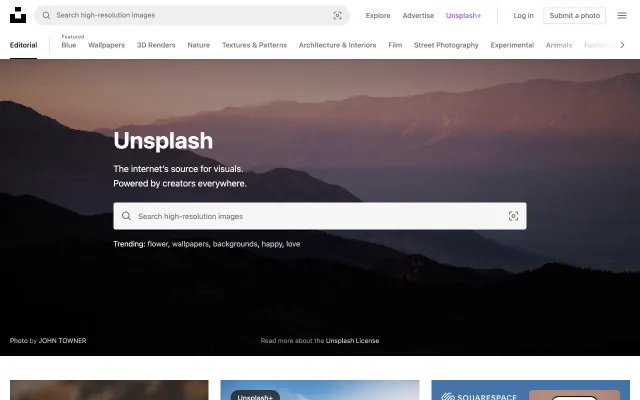 Search high-resolution images
Explore
Advertise
Unsplash+
Log in
Submit a photo
Editorial
Featured
Blue
Wallpapers
3D Renders
Nature
Textures & Patterns
Architecture & Interiors
Film
Street Photography
Experimental
Animals
Unsplash
The internet's source for visuals.
Powered by creators everywhere.
Search high-resolution images
Trending: flower, wallpapers, backgrounds, happy, love
Photo by JOHN TOWNER
Read more about the Unsplash License
Unsplash+
SQUARESPACE